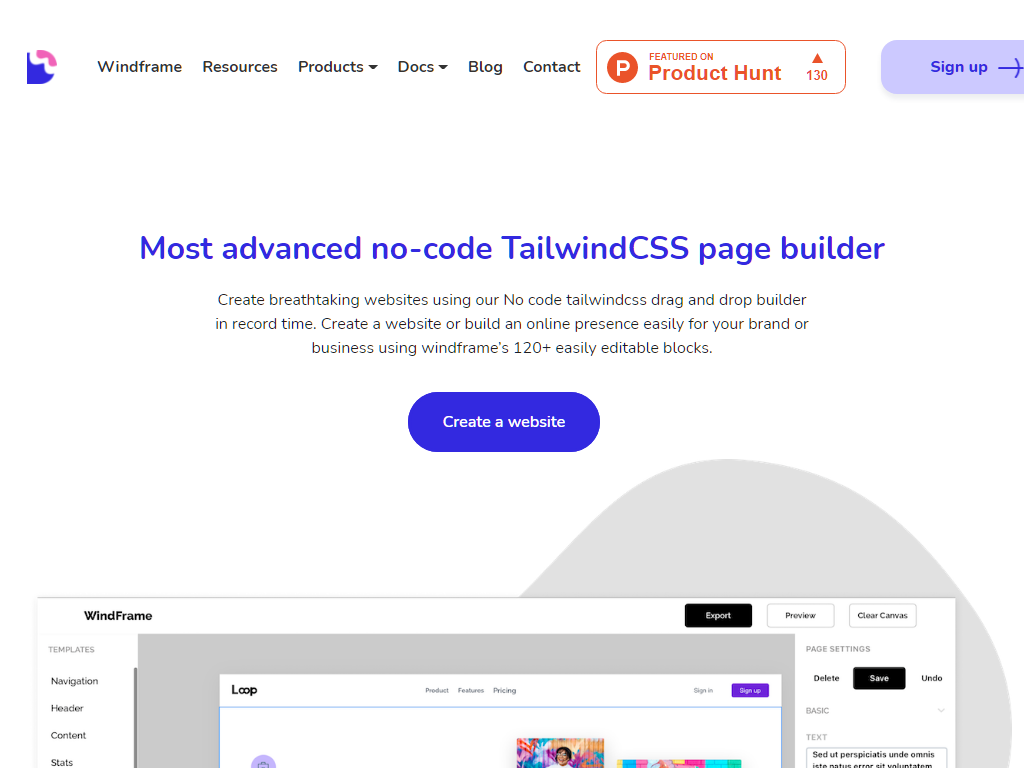 Windframe Resources Products Docs Blog Contact
FEATURED ON
Product Hunt
130
Sign up
Most advanced no-code TailwindCSS page builder
Create breathtaking websites using our No code tailwindcss drag and drop builder
in record time. Create a website or build an online presence easily for your brand or
business using windframe's 120+ easily editable blocks.
Create a website
WindFrame
Export Preview Clear Canvas
TEMPLATES
Navigation
Header
Content
Stats
Loop
Product Features Pricing
Sign in Sign up
PAGE SETTINGS
Delete Save Undo
BASIC
TEXT
Sed ut perspiciatis unde omnis
iste natus error sit voluptatem